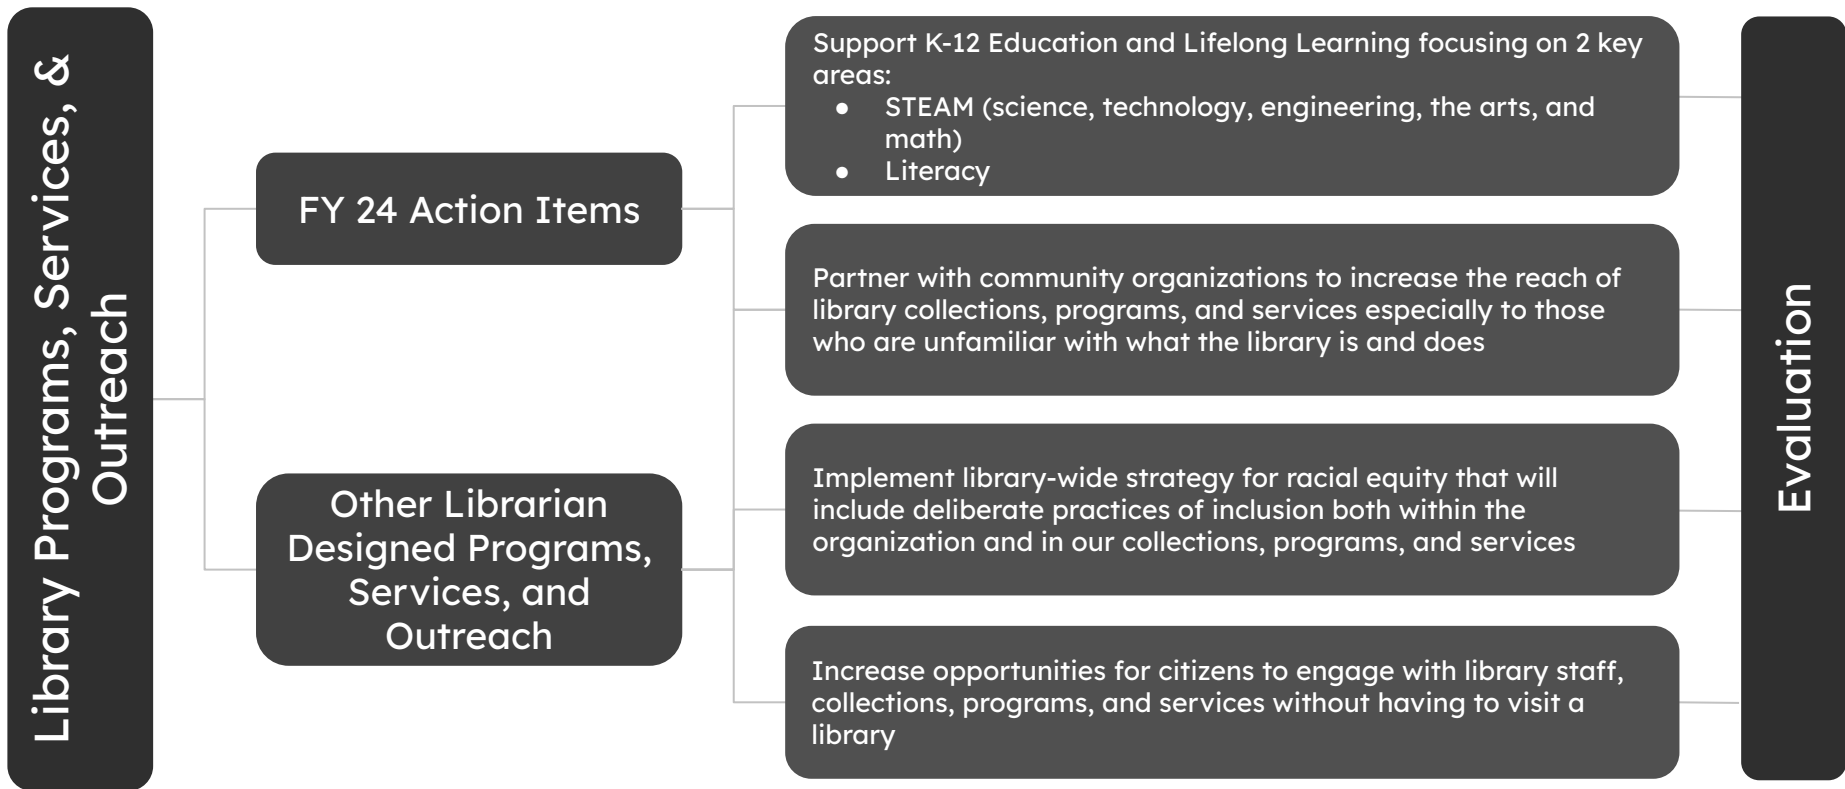 Library Programs, Services, &
Outreach
FY 24 Action Items
Other Librarian
Designed Programs,
Services, and
Outreach
Support K-12 Education and Lifelong Learning focusing on 2 key
areas:
● STEAM (science, technology, engineering, the arts, and
math)
● Literacy
Partner with community organizations to increase the reach of
library collections, programs, and services especially to those
who are unfamiliar with what the library is and does
Implement library-wide strategy for racial equity that will
include deliberate practices of inclusion both within the
organization and in our collections, programs, and services
Increase opportunities for citizens to engage with library staff,
collections, programs, and services without having to visit a
library
Evaluation